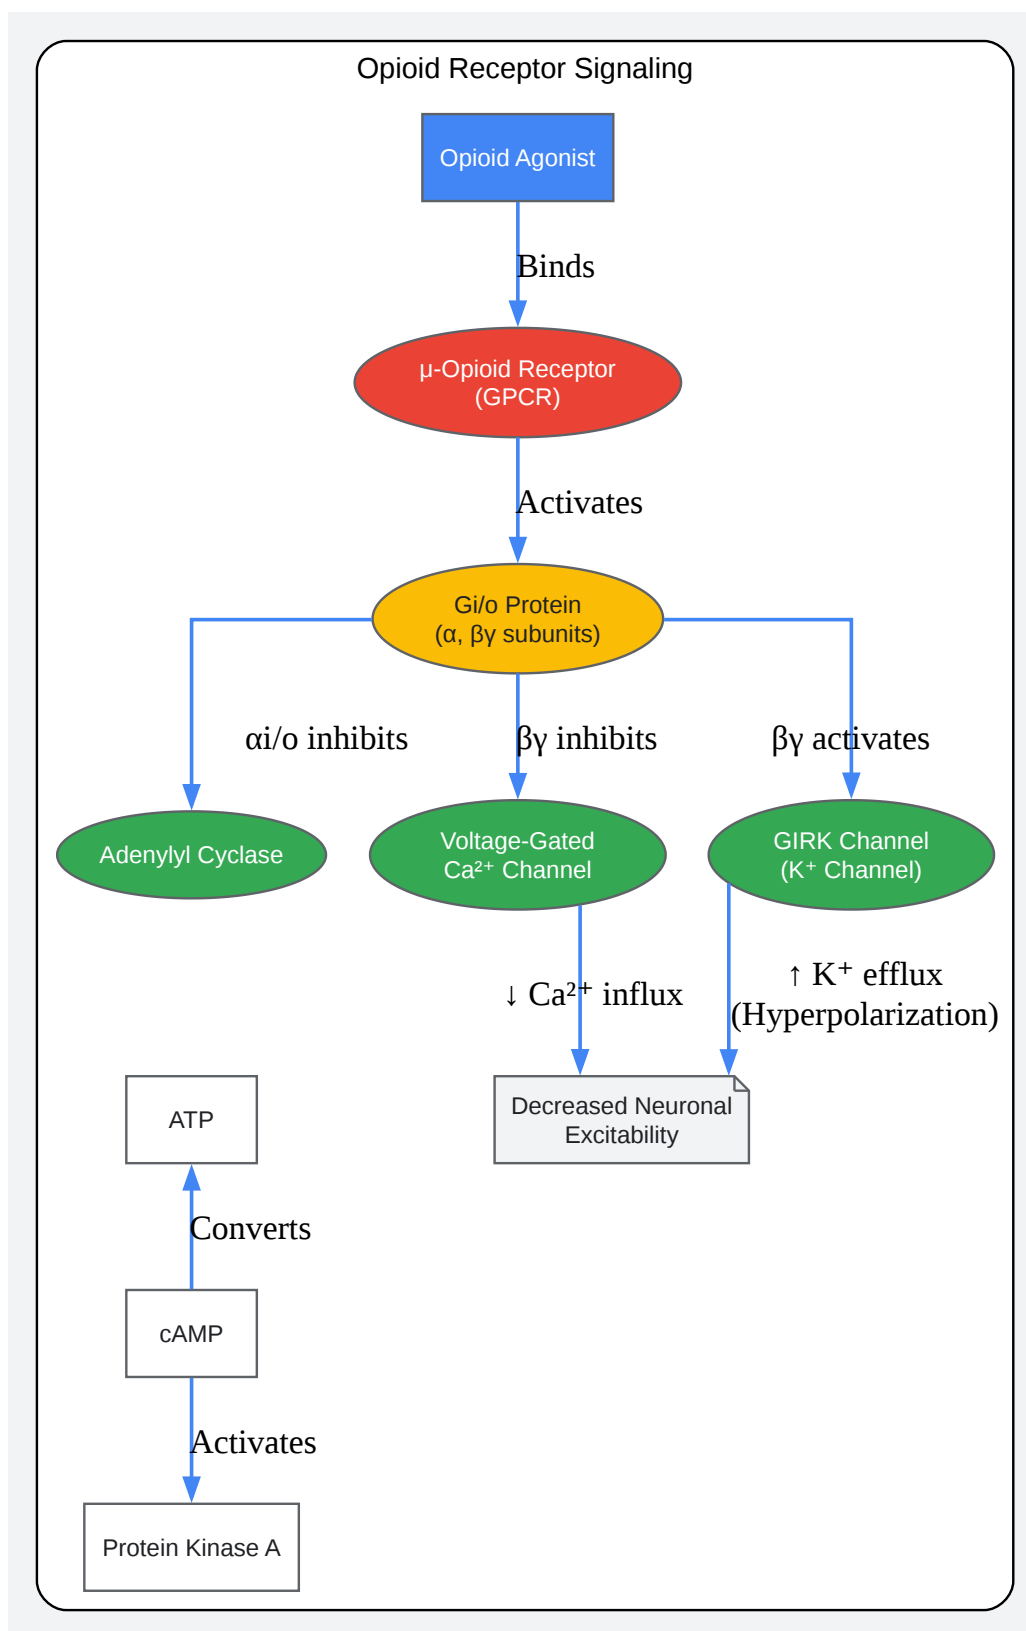 Opioid Receptor Signaling
Opioid Agonist
Binds
μ-Opioid Receptor
(GPCR)
Activates
Gi/o Protein
(α, βγ subunits)
αi/o inhibits
βγ inhibits
βγ activates
Adenylyl Cyclase
Voltage-Gated
Ca²⁺ Channel
GIRK Channel
(K⁺ Channel)
↓ Ca²⁺ influx
↑ K⁺ efflux
(Hyperpolarization)
ATP
Decreased Neuronal
Excitability
Converts
cAMP
Activates
Protein Kinase A